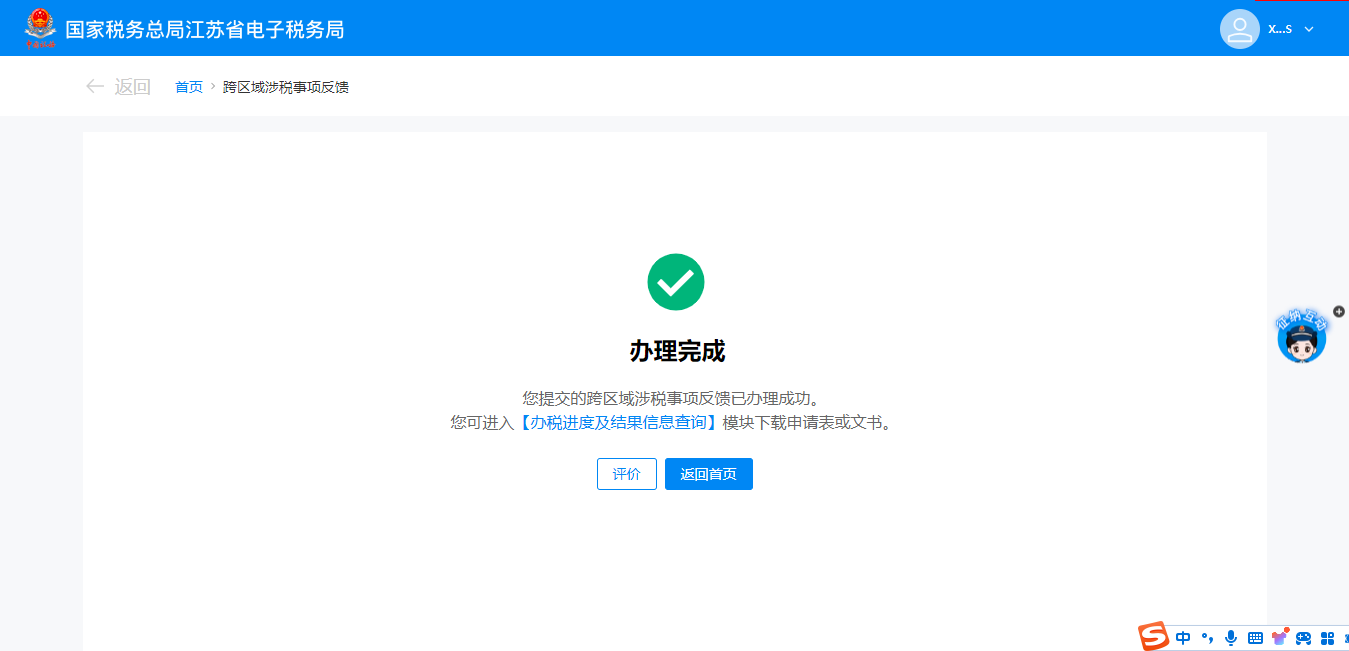 国家税务总局江苏省电子税务局
x...s
返回 首页 > 跨区域涉税事项反馈
征纳互动
办理完成
您提交的跨区域涉税事项反馈已办理成功。
您可进入【办税进度及结果信息查询】模块下载申请表或文书。
评价 返回首页
中